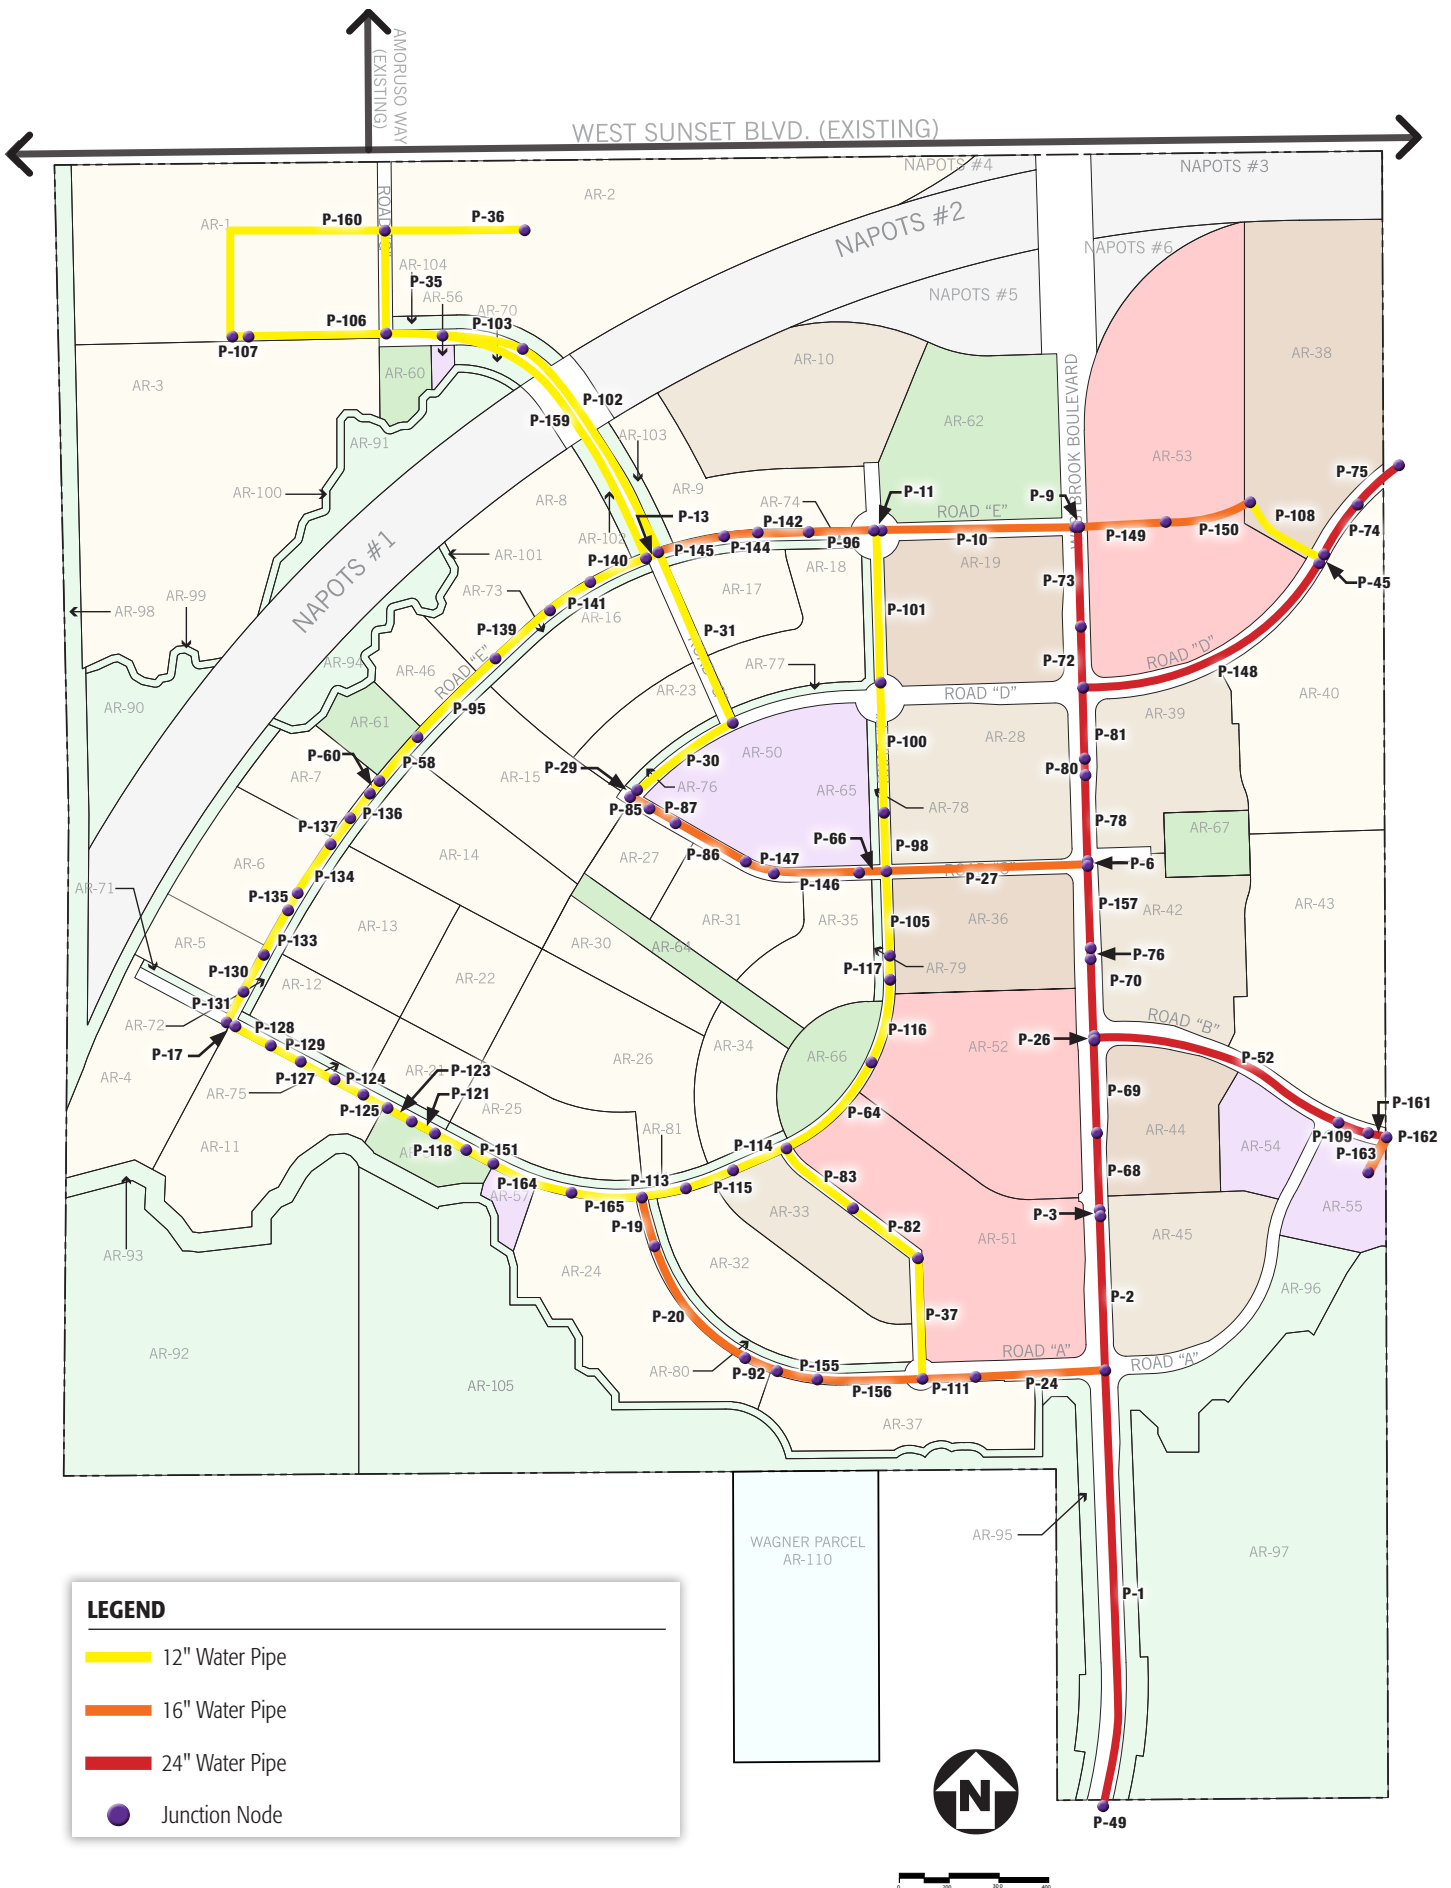 AMORUSO WAY
(EXISTING)
WEST SUNSET BLVD. (EXISTING)
NAPOTS #4
NAPOTS #3
AR-2
AR-1
P-160
P-36
NAPOTS #2
NAPOTS #6
AR-104
P-35
AR-56
AR-70
P-103
P-106
NAPOTS #5
P-107
AR-3
AR-60
AR-10
AR-38
P-102
P-159
AR-62
AR-91
AR-103
AR-53
WESTBROOK BOULEVARD
P-75
AR-100
AR-8
AR-9
AR-74
P-11
P-9
ROAD "E"
P-13
P-142
P-108
P-74
NAPOTS #1
AR-102
P-145
P-144
P-96
P-10
P-149
P-150
AR-101
P-140
AR-18
AR-19
P-73
P-45
AR-73
AR-17
AR-99
AR-98
P-141
AR-16
P-101
P-139
P-31
ROAD "E"
AR-94
AR-46
AR-77
P-72
ROAD "D"
P-148
AR-23
ROAD "D"
AR-40
AR-90
P-95
AR-61
AR-39
P-60
P-58
AR-50
P-100
AR-28
P-81
P-29
P-30
P-80
AR-7
AR-15
AR-76
AR-65
AR-78
P-85
P-87
P-136
P-137
P-66
P-98
P-78
AR-67
AR-6
AR-14
AR-27
P-86
P-147
P-6
P-134
P-146
P-27
AR-71
P-135
P-105
P-157
AR-13
AR-31
AR-35
AR-36
AR-42
AR-43
AR-5
P-133
AR-30
AR-64
P-76
P-130
AR-22
P-117
AR-79
P-70
AR-12
P-131
AR-72
P-128
P-116
ROAD "B"
P-17
P-129
AR-34
AR-66
AR-52
P-26
AR-26
P-52
AR-4
P-127
P-124
AR-21
P-123
AR-75
P-121
P-69
P-161
P-125
AR-25
P-64
AR-81
AR-44
P-109
P-162
AR-11
P-118
P-151
P-114
AR-54
P-163
P-164
P-113
P-115
P-83
P-68
AR-57
P-165
AR-33
P-3
AR-55
P-19
P-82
AR-93
AR-51
AR-45
AR-24
AR-32
AR-96
P-2
P-20
P-37
AR-92
ROAD "A"
ROAD "A"
AR-80
P-92
P-155
AR-105
P-156
P-111
P-24
AR-37
AR-95
WAGNER PARCEL
AR-110
AR-97
P-1
LEGEND
12" Water Pipe
16" Water Pipe
24" Water Pipe
Junction Node
N
P-49